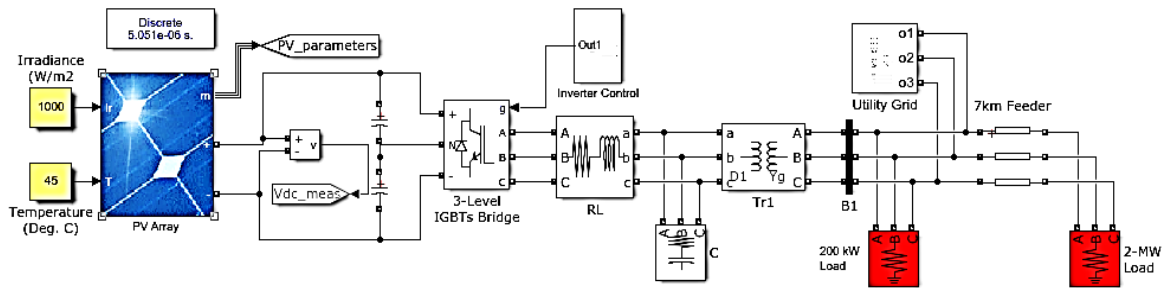 Discrete
5.051e-06 s.
PV_parameters
Irradiance
(W/m2
1000
Ir
m
+
-
T
45
Temperature
(Deg. C)
PV Array
+
-
v
Vdc_meas
+
N
-
g
A
B
C
3-Level
IGBTs Bridge
Out1
Inverter Control
A
B
C
a
b
c
RL
A
B
C
C
a
b
c
D1
Yg
A
B
C
Tr1
B1
o1
o2
o3
Utility Grid
7km Feeder
+
A
B
C
200 kW
Load
A
B
C
2-MW
Load